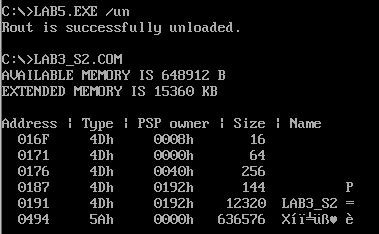 C:\>LAB5.EXE /un
Rout is successfully unloaded.
C:\>LAB3_S2.COM
AVAILABLE MEMORY IS 648912 B
EXTENDED MEMORY IS 15360 KB
Address | Type | PSP owner | Size | Name
016F 4Dh 0008h 16
0171 4Dh 0000h 64
0176 4Dh 0040h 256
0187 4Dh 0192h 144 P
0191 4Dh 0192h 12320 LAB3_S2 =
0494 5Ah 0000h 636576